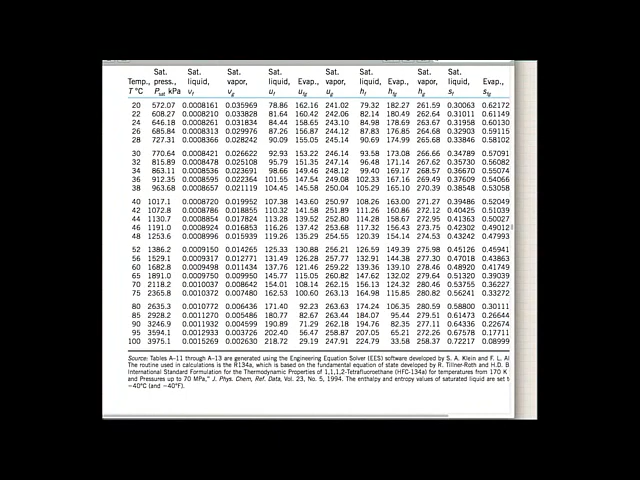 Sat. Sat. Sat. Sat. Sat. Sat. Sat.
Temp., press., liquid, vapor, liquid, Evap., vapor, liquid, Evap., vapor, liquid, Evap.,
T °C Psat kPa vf vg uf ufg ug hf hfg hg sf sfg
20 572.07 0.0008161 0.035969 78.86 162.16 241.02 79.32 182.27 261.59 0.30063 0.62172
22 608.27 0.0008210 0.033828 81.64 160.42 242.06 82.14 180.49 262.64 0.31011 0.61149
24 646.18 0.0008261 0.031834 84.44 158.65 243.10 84.98 178.69 263.67 0.31958 0.60130
26 685.84 0.0008313 0.029976 87.26 156.87 244.12 87.83 176.85 264.68 0.32903 0.59115
28 727.31 0.0008366 0.028242 90.09 155.05 245.14 90.69 174.99 265.68 0.33846 0.58102
30 770.64 0.0008421 0.026622 92.93 153.22 246.14 93.58 173.08 266.66 0.34789 0.57091
32 815.89 0.0008478 0.025108 95.79 151.35 247.14 96.48 171.14 267.62 0.35730 0.56082
34 863.11 0.0008536 0.023691 98.66 149.46 248.12 99.40 169.17 268.57 0.36670 0.55074
36 912.35 0.0008595 0.022364 101.55 147.54 249.08 102.33 167.16 269.49 0.37609 0.54066
38 963.68 0.0008657 0.021119 104.45 145.58 250.04 105.29 165.10 270.39 0.38548 0.53058
40 1017.1 0.0008720 0.019952 107.38 143.60 250.97 108.26 163.00 271.27 0.39486 0.52049
42 1072.8 0.0008786 0.018855 110.32 141.58 251.89 111.26 160.86 272.12 0.40425 0.51039
44 1130.7 0.0008854 0.017824 113.28 139.52 252.80 114.28 158.67 272.95 0.41363 0.50027
46 1191.0 0.0008924 0.016853 116.26 137.42 253.68 117.32 156.43 273.75 0.42302 0.49012
48 1253.6 0.0008996 0.015939 119.26 135.29 254.55 120.39 154.14 274.53 0.43242 0.47993
52 1386.2 0.0009150 0.014265 125.33 130.88 256.21 126.59 149.39 275.98 0.45126 0.45941
56 1529.1 0.0009317 0.012771 131.49 126.28 257.77 132.91 144.38 277.30 0.47018 0.43863
60 1682.8 0.0009498 0.011434 137.76 121.46 259.22 139.36 139.10 278.46 0.48920 0.41749
65 1891.0 0.0009750 0.009950 145.77 115.05 260.82 147.62 132.02 279.64 0.51320 0.39039
70 2118.2 0.0010037 0.008642 154.01 108.14 262.15 156.13 124.32 280.46 0.53755 0.36227
75 2365.8 0.0010372 0.007480 162.53 100.60 263.13 164.98 115.85 280.82 0.56241 0.33272
80 2635.3 0.0010772 0.006436 171.40 92.23 263.63 174.24 106.35 280.59 0.58800 0.30111
85 2928.2 0.0011270 0.005486 180.77 82.67 263.44 184.07 95.44 279.51 0.61473 0.26644
90 3246.9 0.0011932 0.004599 190.89 71.29 262.18 194.76 82.35 277.11 0.64336 0.22674
95 3594.1 0.0012933 0.003726 202.40 56.47 258.87 207.05 65.21 272.26 0.67578 0.17711
100 3975.1 0.0015269 0.002630 218.72 29.19 247.91 224.79 33.58 258.37 0.72217 0.08999
Source: Tables A–11 through A–13 are generated using the Engineering Equation Solver (EES) software developed by S. A. Klein and F. L. Al
The routine used in calculations is the R134a, which is based on the fundamental equation of state developed by R. Tillner-Roth and H.D. B
International Standard Formulation for the Thermodynamic Properties of 1,1,1,2-Tetrafluoroethane (HFC-134a) for temperatures from 170 K
and Pressures up to 70 MPa," J. Phys. Chem, Ref. Data, Vol. 23, No. 5, 1994. The enthalpy and entropy values of saturated liquid are set t
–40°C (and –40°F).